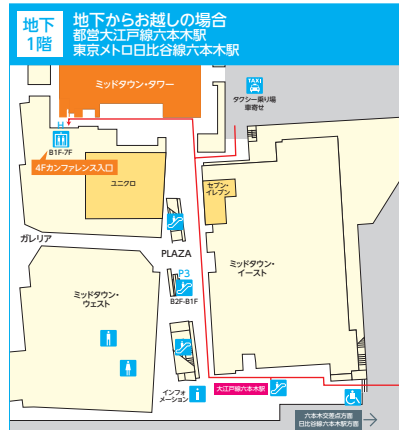 地下
1階
地下からお越しの場合
都営大江戸線六本木駅
東京メトロ日比谷線六本木駅
ミッドタウン・タワー
TAXI
タクシー乗り場
車寄せ
H
B1F-7F
4Fカンファレンス入口
ユニクロ
セブン-
イレブン
ガレリア
PLAZA
P3
B2F-B1F
ミッドタウン・
イースト
ミッドタウン・
ウェスト
インフォ
メーション
i
大江戸線六本木駅
六本木交差点方面
日比谷線六本木駅方面